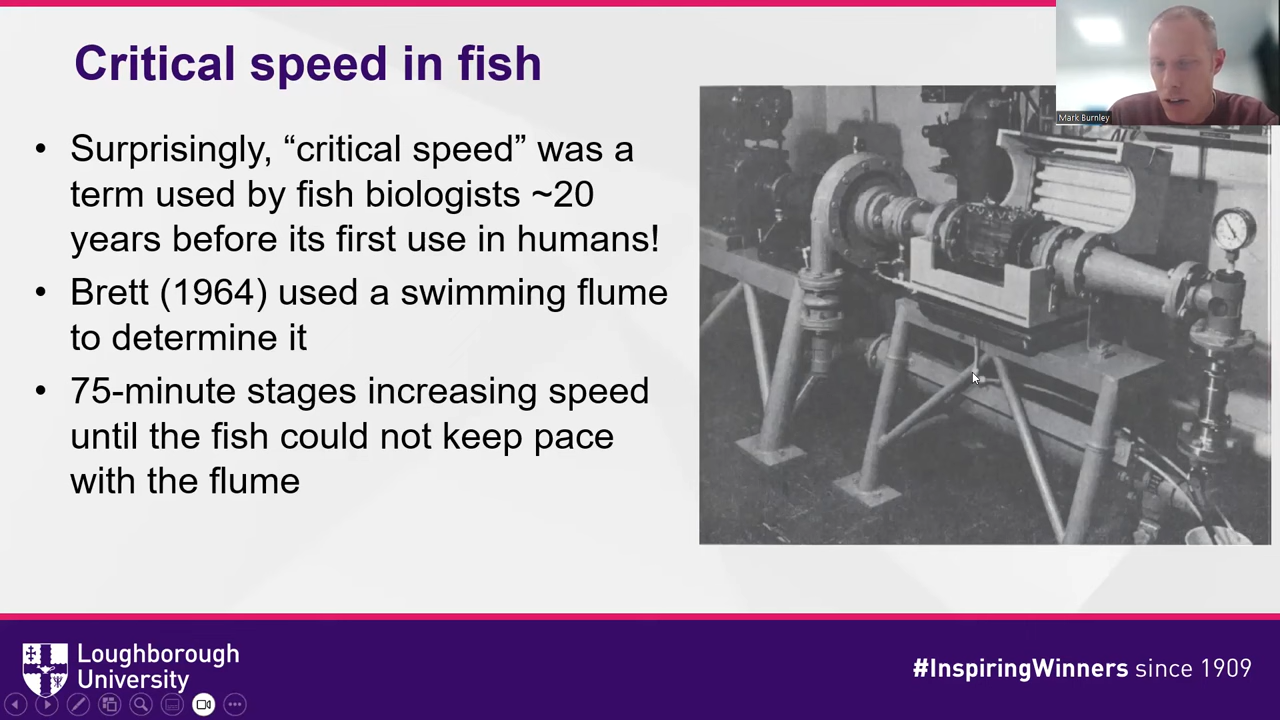 Critical speed in fish
Mark Burnley
• Surprisingly, “critical speed” was a
term used by fish biologists ~20
years before its first use in humans!
• Brett (1964) used a swimming flume
to determine it
• 75-minute stages increasing speed
until the fish could not keep pace
with the flume
Loughborough
University
#InspiringWinners since 1909